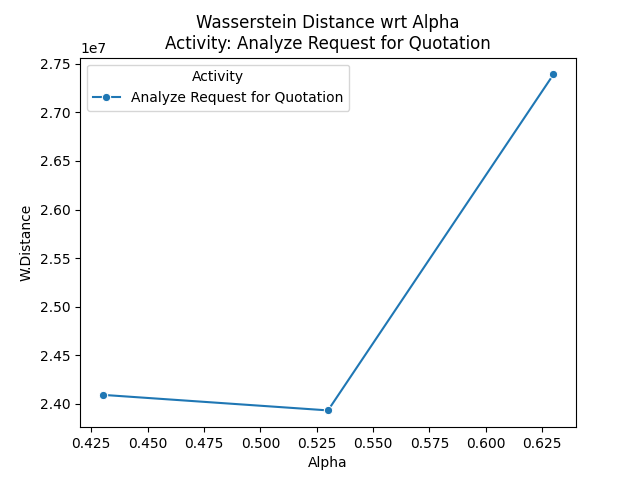 Wasserstein Distance wrt Alpha
Activity: Analyze Request for Quotation
1e7
Activity
Analyze Request for Quotation
2.75
2.70
2.65
2.60
2.55
2.50
2.45
2.40
W.Distance
0.425 0.450 0.475 0.500 0.525 0.550 0.575 0.600 0.625
Alpha